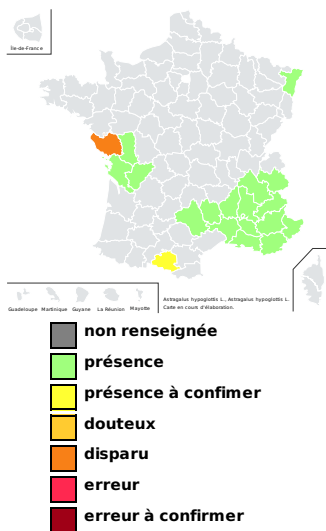 Île-de-France
Guadeloupe Martinique Guyane La Réunion Mayotte
Astragalus hypoglottis L., Astragalus hypoglottis L.
Carte en cours d'élaboration.
non renseignée
présence
présence à confimer
douteux
disparu
erreur
erreur à confirmer